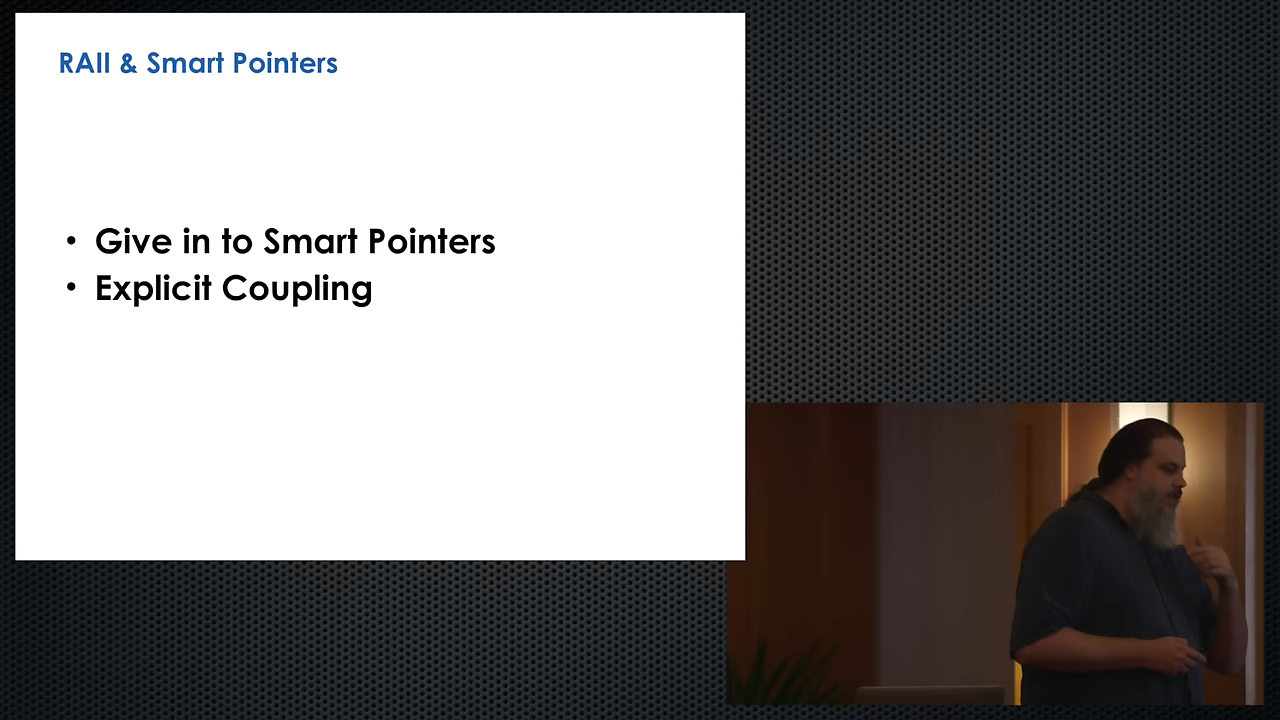 RAII & Smart Pointers
• Give in to Smart Pointers
• Explicit Coupling